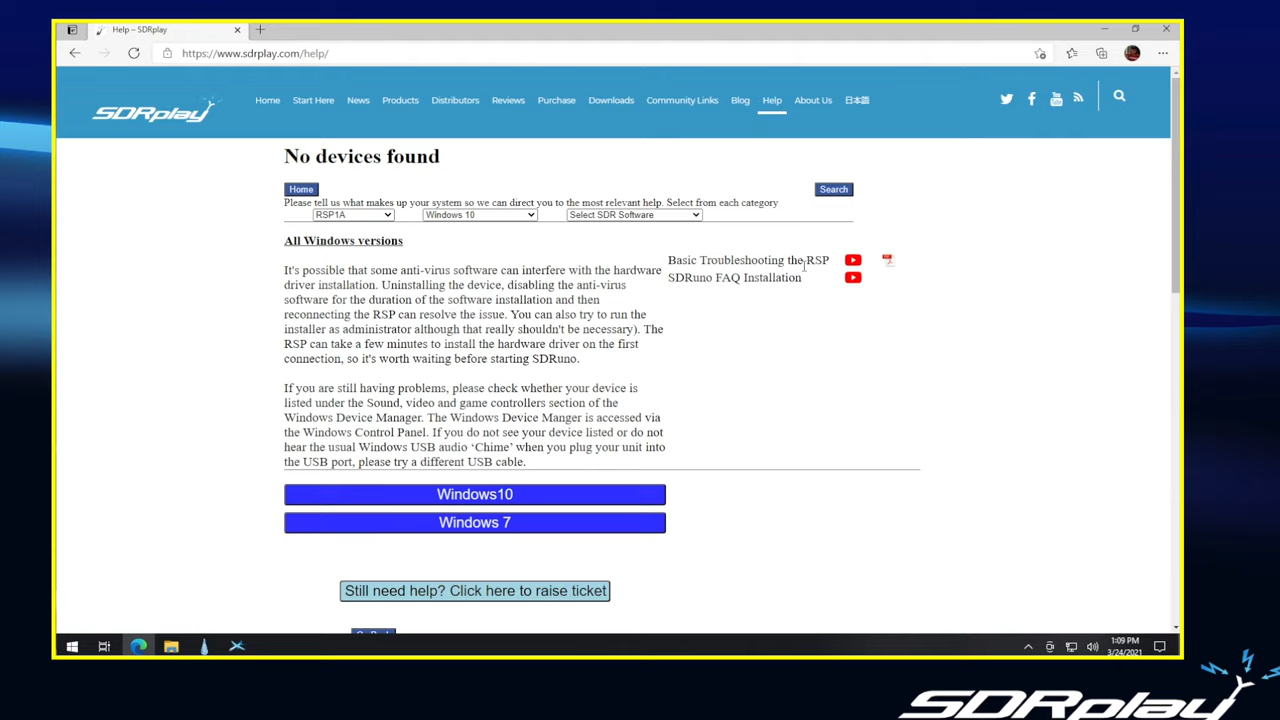 Help – SDRplay
https://www.sdrplay.com/help/
SDRplay
Home Start Here News Products Distributors Reviews Purchase Downloads Community Links Blog Help About Us 日本語
No devices found
Home
Search
Please tell us what makes up your system so we can direct you to the most relevant help. Select from each category
RSP1A Windows 10 Select SDR Software
All Windows versions
It's possible that some anti-virus software can interfere with the hardware
driver installation. Uninstalling the device, disabling the anti-virus
software for the duration of the software installation and then
reconnecting the RSP can resolve the issue. You can also try to run the
installer as administrator although that really shouldn't be necessary). The
RSP can take a few minutes to install the hardware driver on the first
connection, so it's worth waiting before starting SDRuno.
If you are still having problems, please check whether your device is
listed under the Sound, video and game controllers section of the
Windows Device Manager. The Windows Device Manger is accessed via
the Windows Control Panel. If you do not see your device listed or do not
hear the usual Windows USB audio ‘Chime’ when you plug your unit into
the USB port, please try a different USB cable.
Basic Troubleshooting the RSP
SDRuno FAQ Installation
Windows10
Windows 7
Still need help? Click here to raise ticket
1:09 PM
3/24/2021
SDRplay